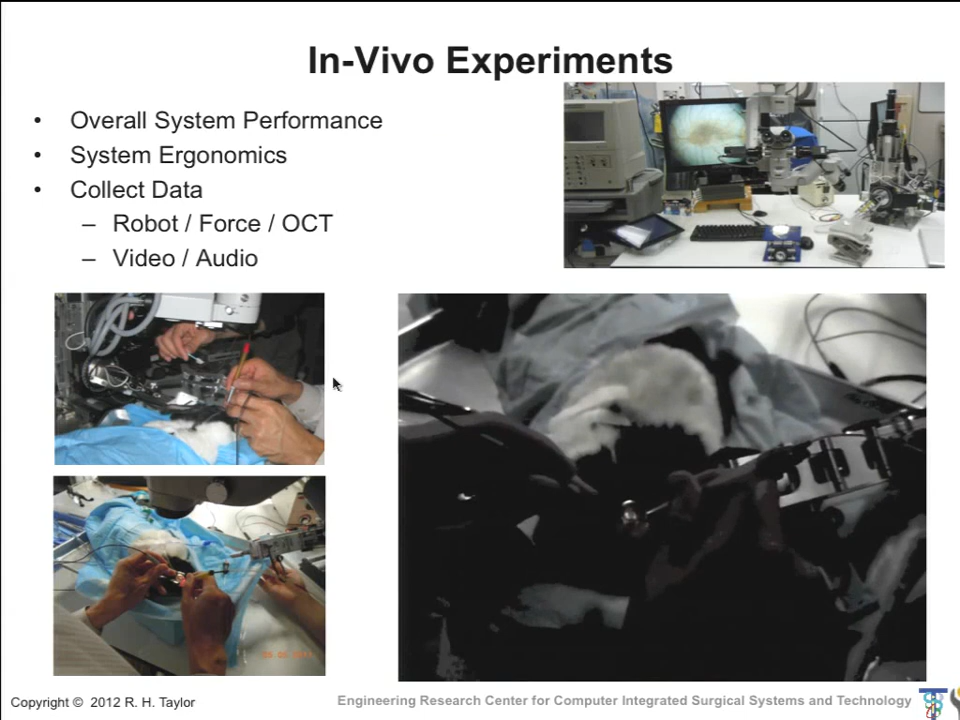 In-Vivo Experiments
• Overall System Performance
• System Ergonomics
• Collect Data
– Robot / Force / OCT
– Video / Audio
Copyright © 2012 R. H. Taylor
Engineering Research Center for Computer Integrated Surgical Systems and Technology